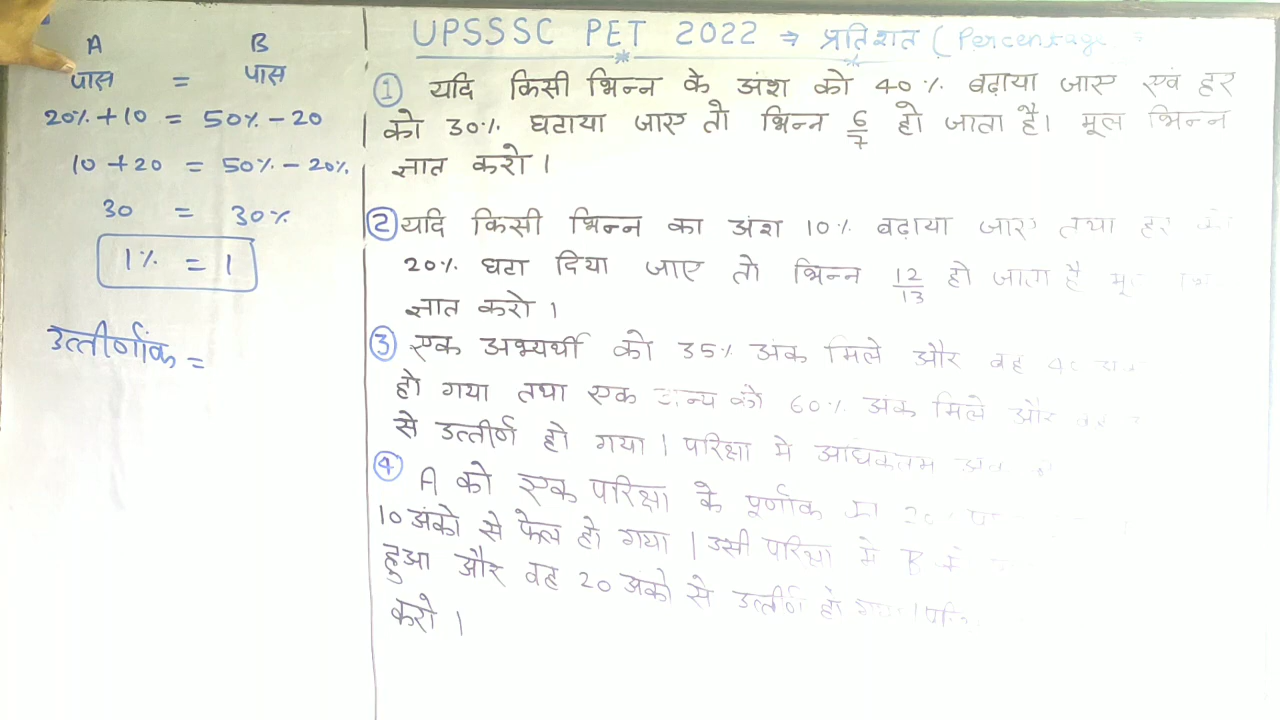 A B
पास = पास
20% + 10 = 50% - 20
10 + 20 = 50% - 20%
30 = 30%
1% = 1
उत्तीर्णांक =
UPSSSC PET 2022 ⇒ प्रतिशत ( Percentage
① यदि किसी भिन्न के अंश को 40% बढ़ाया जाए एवं हर
को 30% घटाया जाए तो भिन्न 6/7 हो जाता है। मूल भिन्न
ज्ञात करो।
② यदि किसी भिन्न का अंश 10% बढ़ाया जाए तथा हर
20% घटा दिया जाए तो भिन्न 12/13 हो जाता है
ज्ञात करो।
③ एक अभ्यर्थी को 35% अंक मिले और वह
हो गया तथा एक अन्य को 60% अंक मिले और
से उत्तीर्ण हो गया। परिक्षा मे अधिकतम
④ A को एक परिक्षा के पूर्णांक
10 अंको से फेल हो गया। उसी परिक्षा मे B
हुआ और वह 20 अंको से उत्तीर्ण हो
करो।